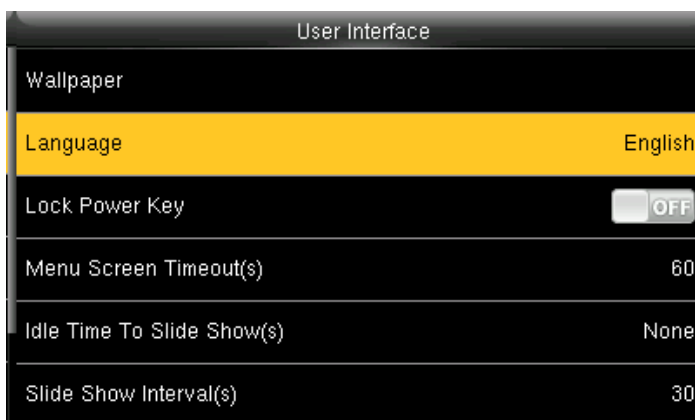 User Interface
Wallpaper
Language English
Lock Power Key OFF
Menu Screen Timeout(s) 60
Idle Time To Slide Show(s) None
Slide Show Interval(s) 30